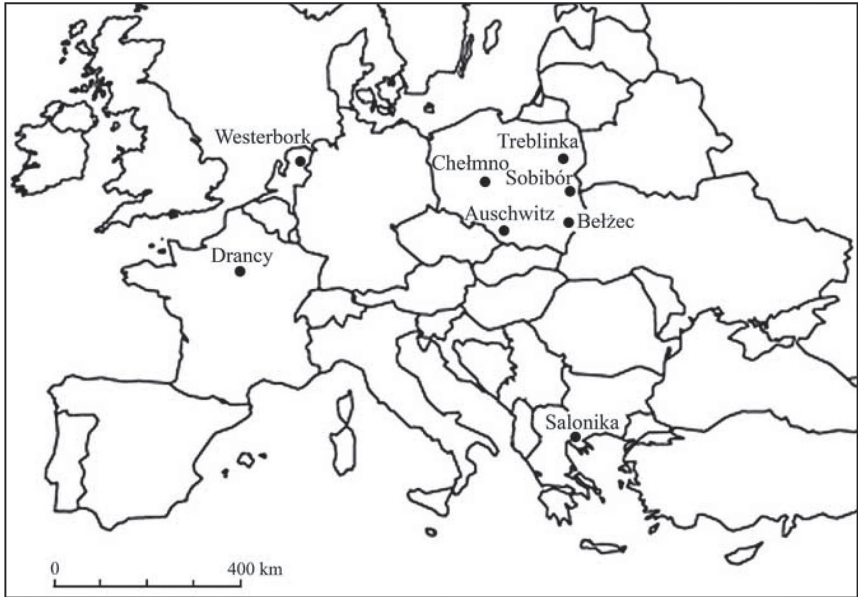 Westerbork
Treblinka
Chełmno
Sobibór
Auschwitz
Bełżec
Drancy
Salonika
0 400 km